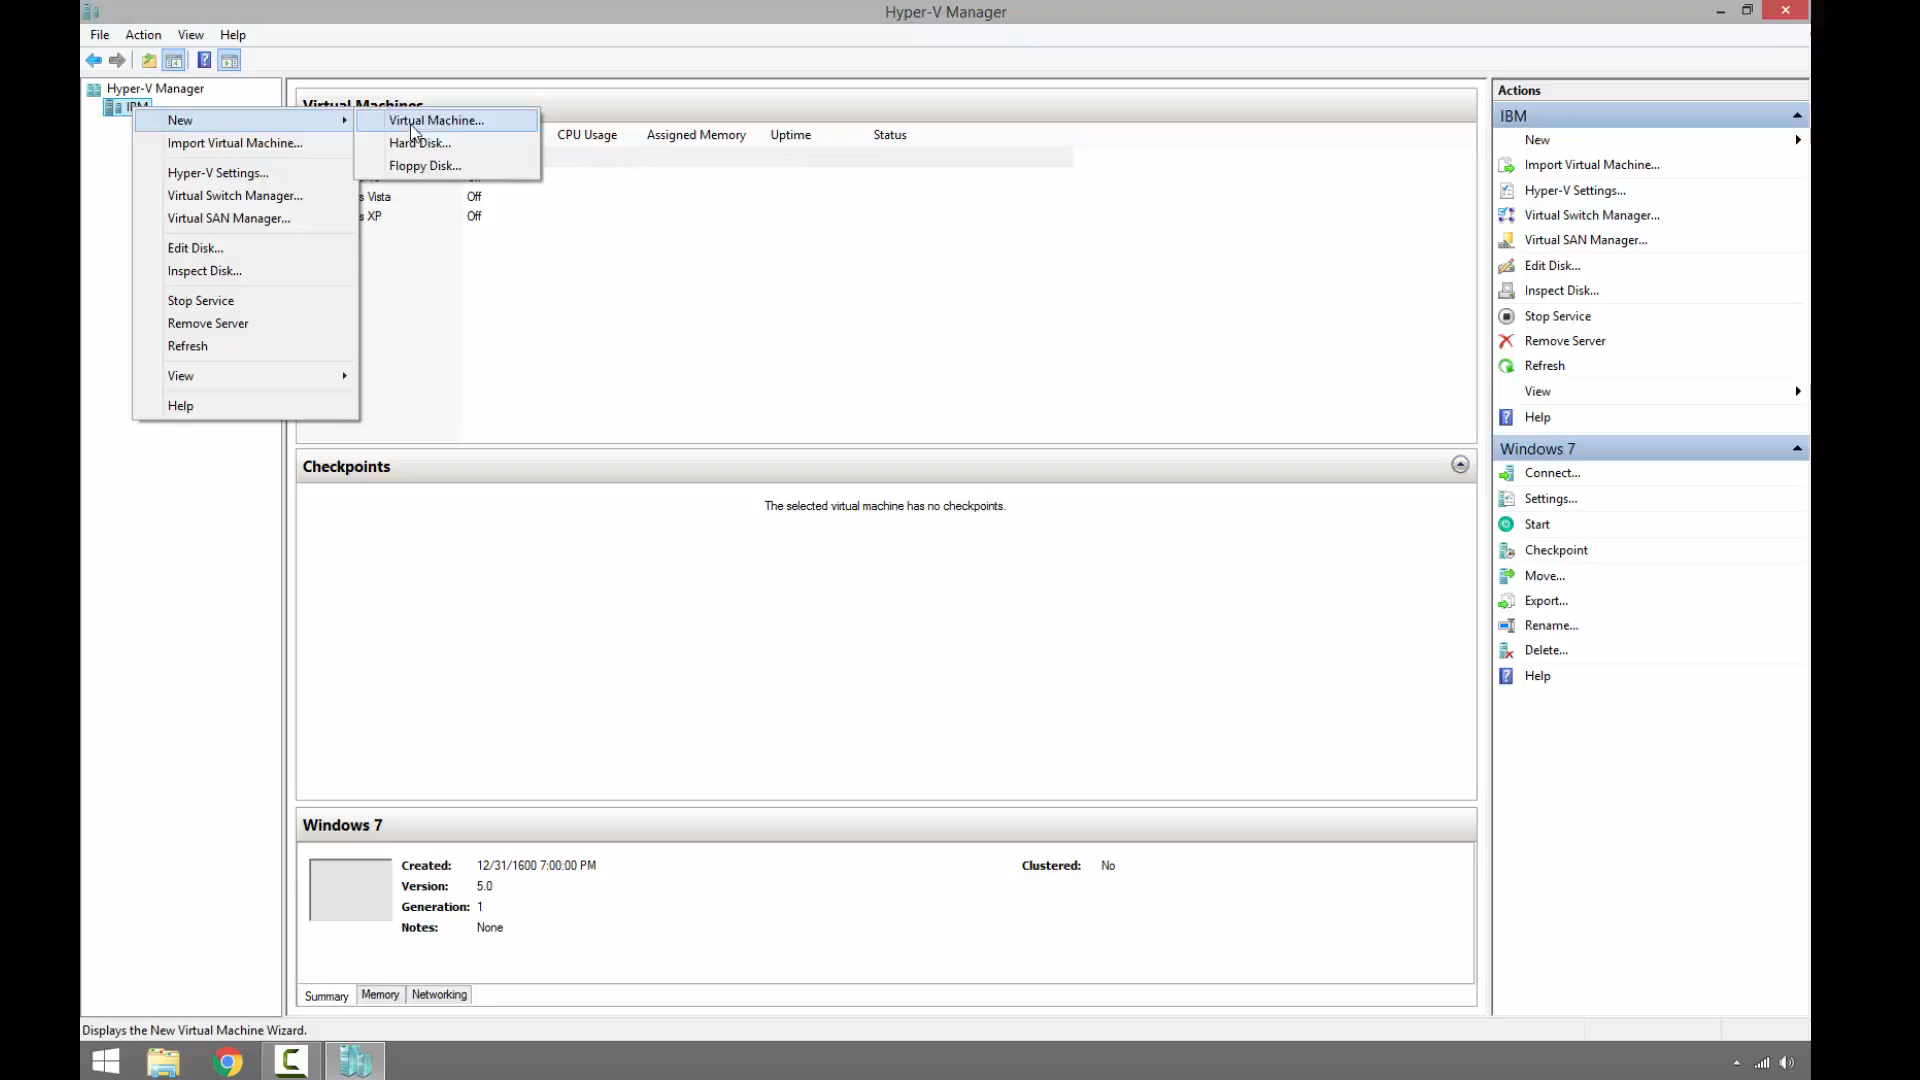 Hyper-V Manager
File Action View Help
Hyper-V Manager
IBM
New
Import Virtual Machine...
Hyper-V Settings...
Virtual Switch Manager...
Virtual SAN Manager...
Edit Disk...
Inspect Disk...
Stop Service
Remove Server
Refresh
View
Help
Virtual Machine...
Hard Disk...
Floppy Disk...
Virtual Machines
CPU Usage Assigned Memory Uptime Status
s Vista Off
s XP Off
Checkpoints
The selected virtual machine has no checkpoints.
Windows 7
Created: 12/31/1600 7:00:00 PM Clustered: No
Version: 5.0
Generation: 1
Notes: None
Summary Memory Networking
Actions
IBM
New
Import Virtual Machine...
Hyper-V Settings...
Virtual Switch Manager...
Virtual SAN Manager...
Edit Disk...
Inspect Disk...
Stop Service
Remove Server
Refresh
View
Help
Windows 7
Connect...
Settings...
Start
Checkpoint
Move...
Export...
Rename...
Delete...
Help
Displays the New Virtual Machine Wizard.